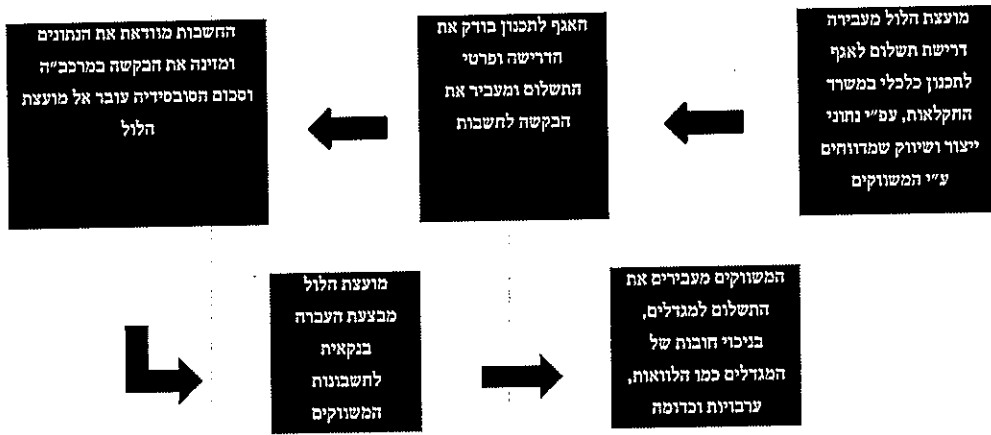 מועצת הלול מעבירה
דרישת תשלום לאגף
לתכנון כלכלי במשרד
החקלאות, עפ״י נתוני
ייצור ושיווק שמדווחים
ע״י המשווקים
האגף לתכנון בודק את
הדרישה ופרטי
התשלום ומעביר את
הבקשה לחשבות
החשבות מוודאת את הנתונים
ומזינה את הבקשה במרכב״ה
וסכום הסובסידיה עובר אל מועצת
הלול
מועצת הלול
מבצעת העברה
בנקאית
לחשבונות
המשווקים
המשווקים מעבירים את
התשלום למגדלים,
בניכוי חובות של
המגדלים כמו הלוואות,
ערבויות וכדומה